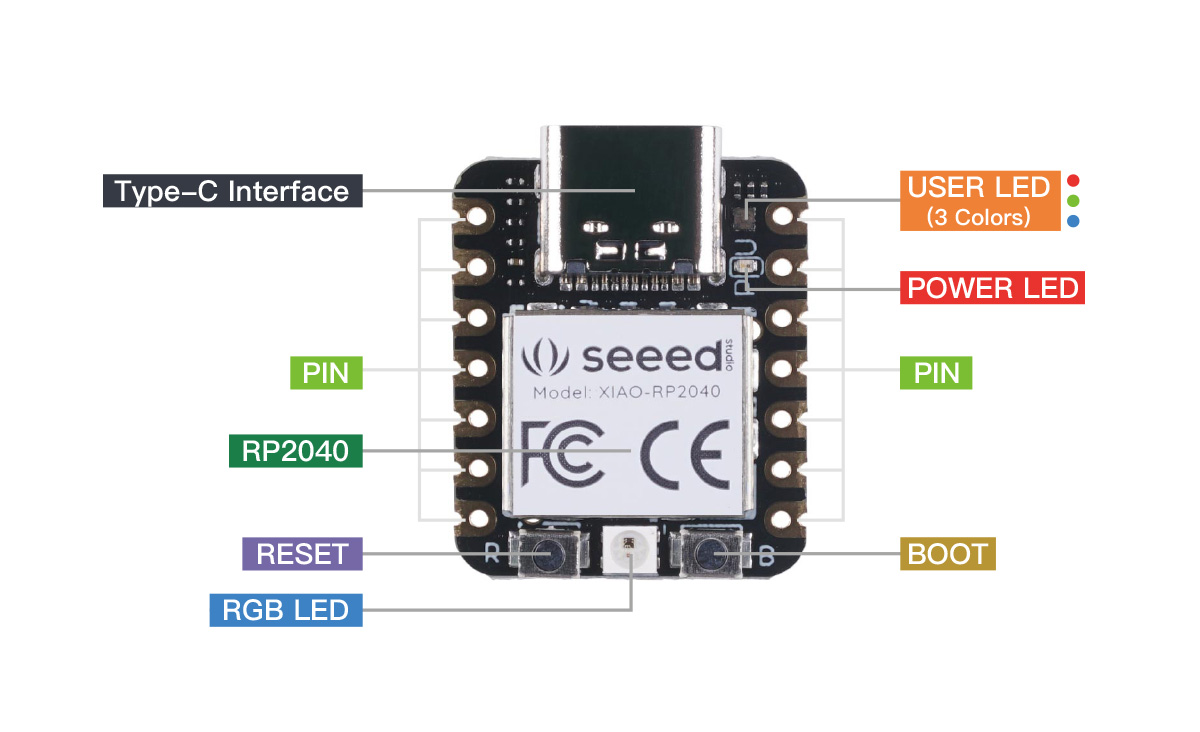 Type-C Interface
USER LED
(3 Colors)
U
P
POWER LED
seeed
studio
Model: XIAO-RP2040
PIN
PIN
FCC CE
RP2040
R
B
RESET
BOOT
RGB LED